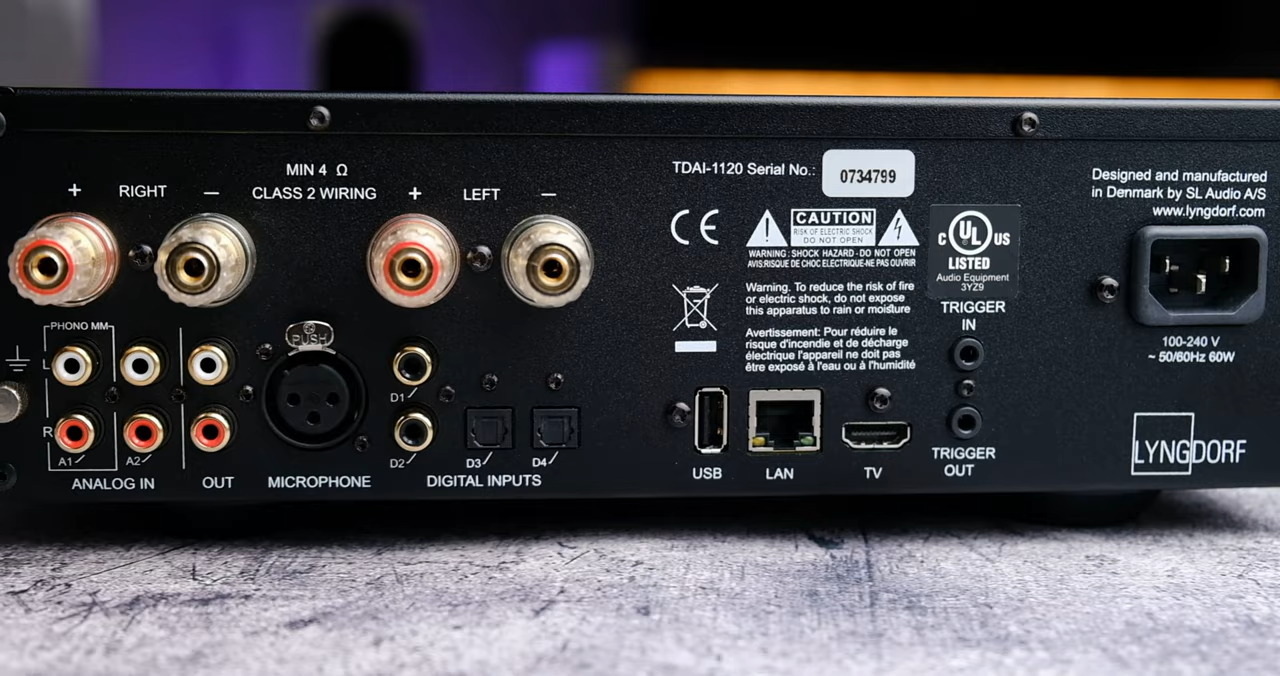 MIN 4 Ω
CLASS 2 WIRING
+ RIGHT −
+ LEFT −
PHONO MM
L
R
A1
A2
ANALOG IN
OUT
PUSH
MICROPHONE
D1
D2
D3
D4
DIGITAL INPUTS
TDAI-1120 Serial No.:
0734799
CE
CAUTION
RISK OF ELECTRIC SHOCK
DO NOT OPEN
WARNING: SHOCK HAZARD - DO NOT OPEN
AVIS:RISQUE DE CHOC ELECTRIQUE-NE PAS OUVRIR
Warning. To reduce the risk of fire
or electric shock, do not expose
this apparatus to rain or moisture
Avertissement: Pour réduire le
risque d'incendie et de décharge
électrique l'appareil ne doit pas
être exposé à l'eau ou à l'humidité
C UL US
LISTED
Audio Equipment
3YZ9
TRIGGER
IN
TRIGGER
OUT
USB
LAN
TV
Designed and manufactured
in Denmark by SL Audio A/S
www.lyngdorf.com
100-240 V
~ 50/60Hz 60W
LYNGDORF